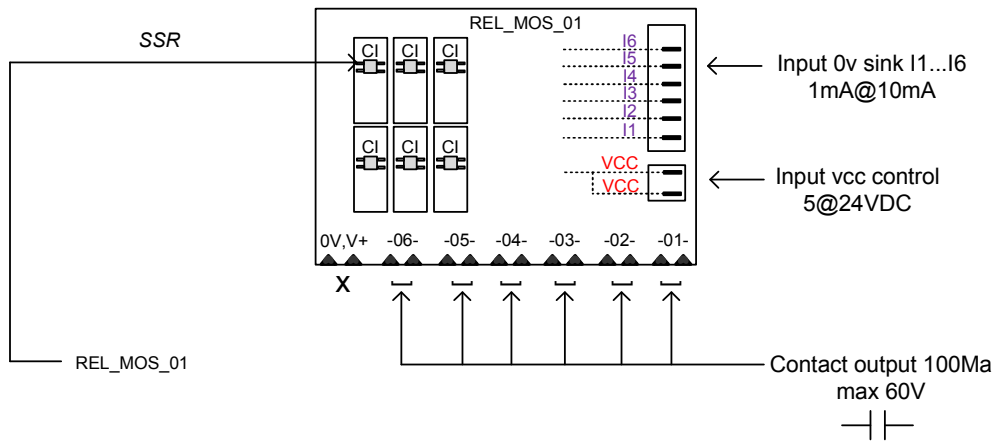 REL_MOS_01
SSR
CI CI CI
I6
I5
I4
I3
I2
I1
Input 0v sink I1...I6
1mA@10mA
CI CI CI
VCC
VCC
Input vcc control
5@24VDC
0V,V+ -06- -05- -04- -03- -02- -01-
X
REL_MOS_01
Contact output 100Ma
max 60V